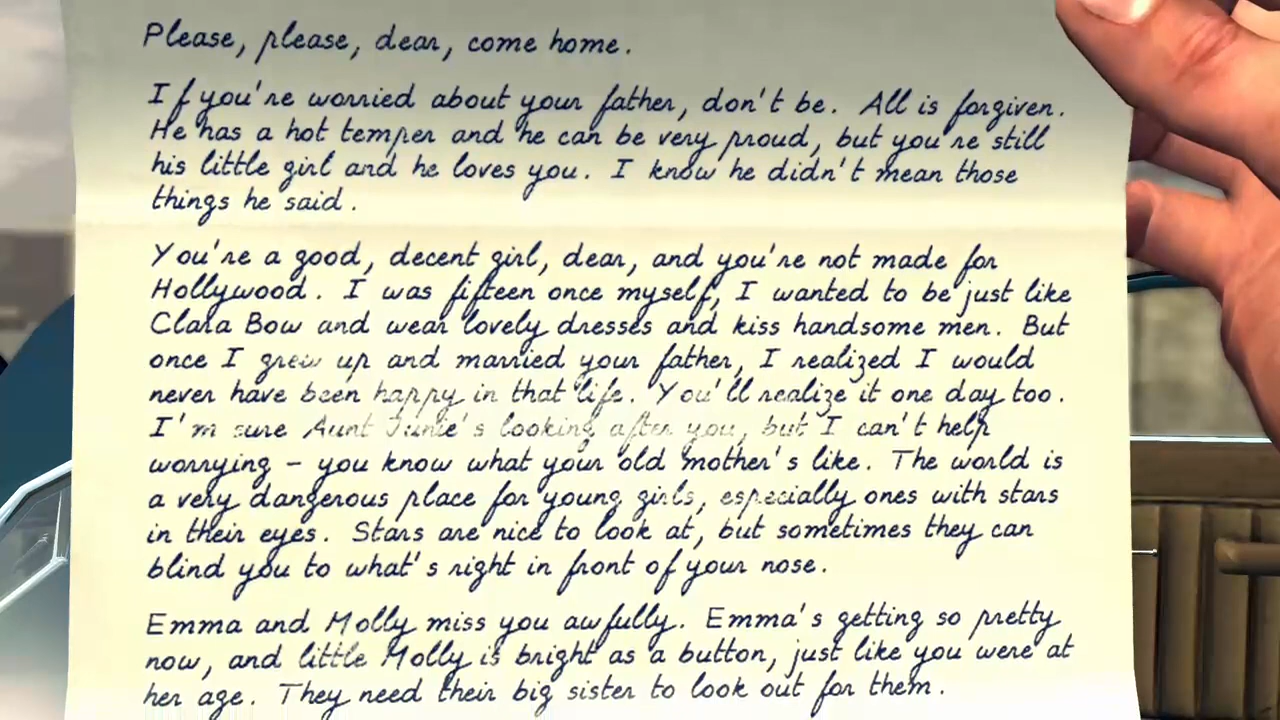 Please, please, dear, come home.
If you're worried about your father, don't be. All is forgiven.
He has a hot temper and he can be very proud, but you're still
his little girl and he loves you. I know he didn't mean those
things he said.
You're a good, decent girl, dear, and you're not made for
Hollywood. I was fifteen once myself, I wanted to be just like
Clara Bow and wear lovely dresses and kiss handsome men. But
once I grew up and married your father, I realized I would
never have been happy in that life. You'll realize it one day too.
I'm sure Aunt Junie's looking after you, but I can't help
worrying - you know what your old mother's like. The world is
a very dangerous place for young girls, especially ones with stars
in their eyes. Stars are nice to look at, but sometimes they can
blind you to what's right in front of your nose.
Emma and Molly miss you awfully. Emma's getting so pretty
now, and little Molly is bright as a button, just like you were at
her age. They need their big sister to look out for them.